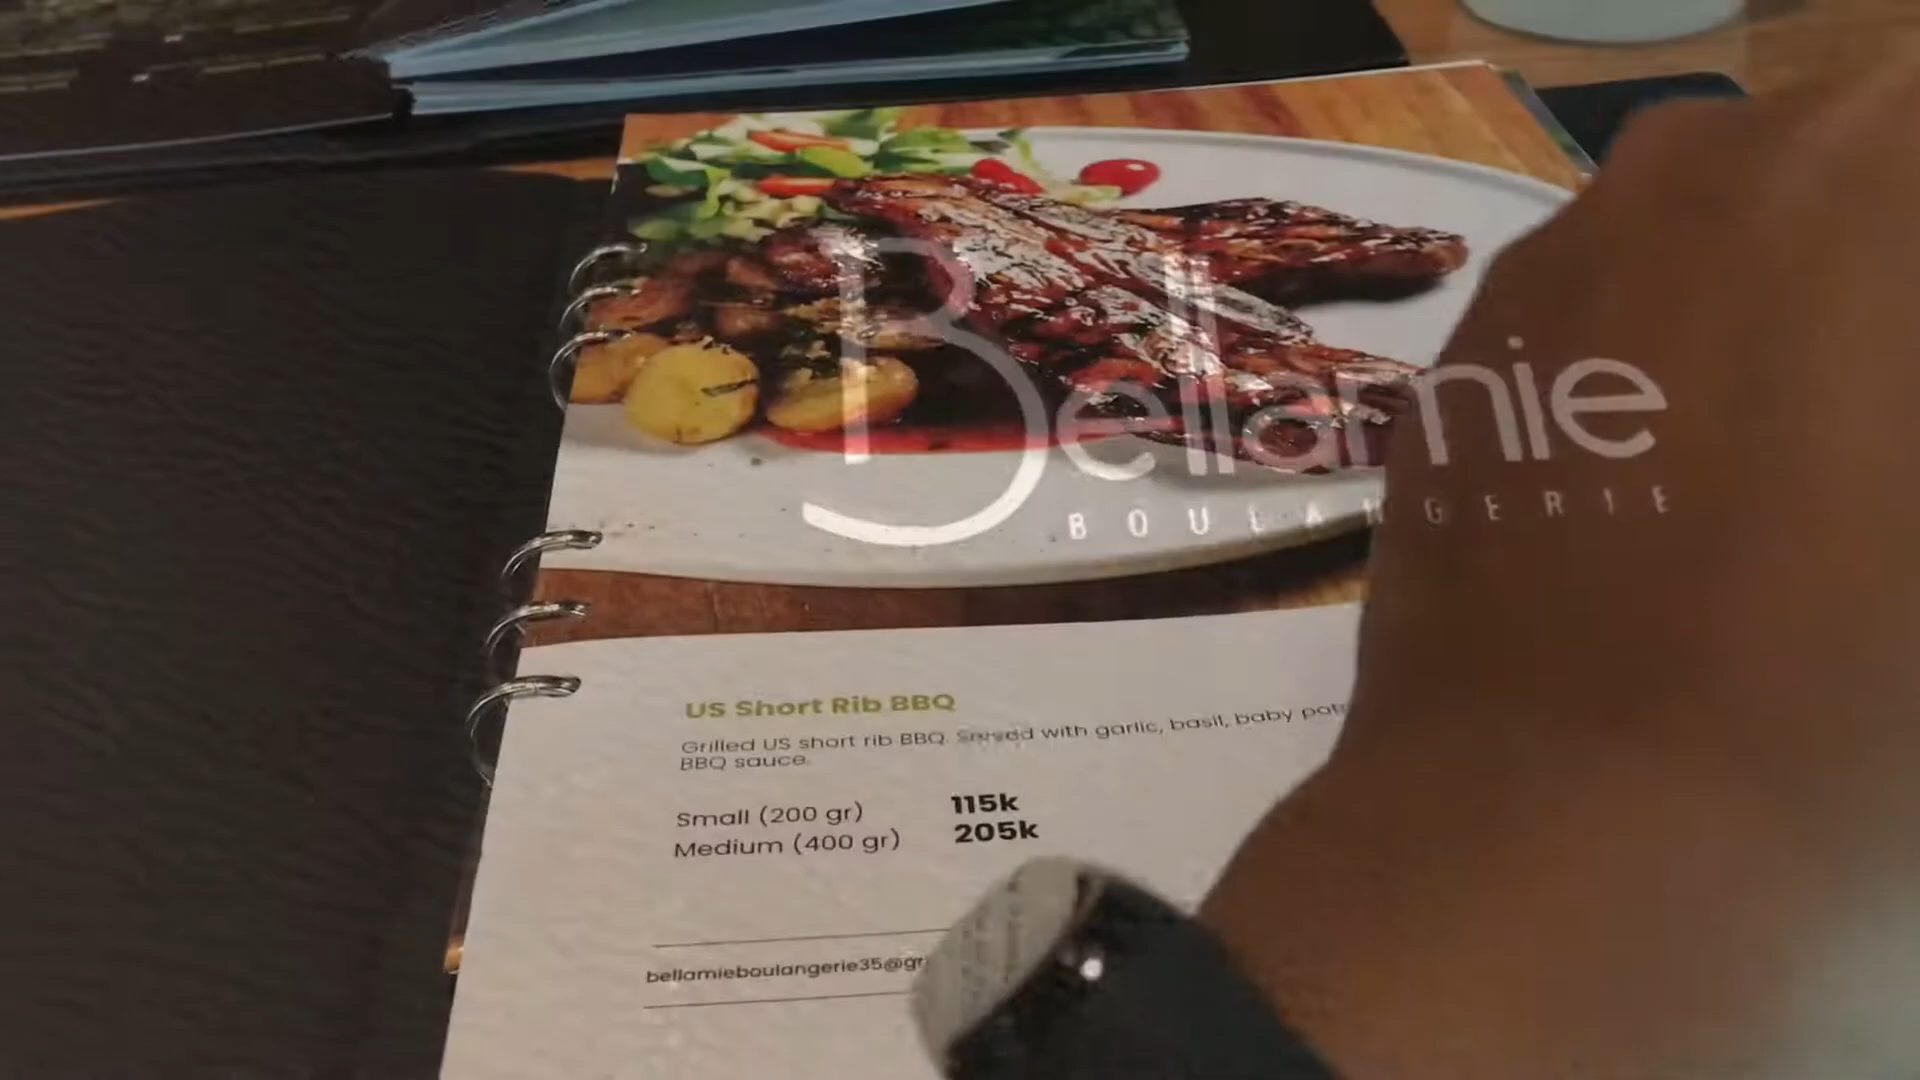 Bellamie
BOULANGERIE
US Short Rib BBQ
Grilled US short rib BBQ. Served with garlic, basil, baby
BBQ sauce.
Small (200 gr) 115k
Medium (400 gr) 205k
bellamieboulangerie35@g